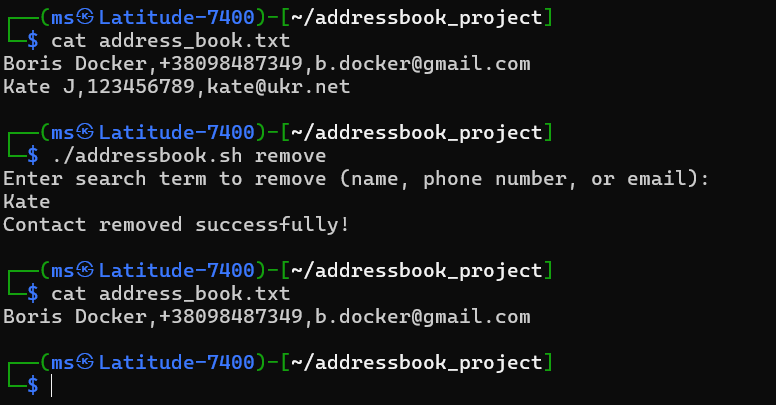 ┌──(ms㉿Latitude-7400)-[~/addressbook_project]
└─$ cat address_book.txt
Boris Docker,+38098487349,b.docker@gmail.com
Kate J,123456789,kate@ukr.net
┌──(ms㉿Latitude-7400)-[~/addressbook_project]
└─$ ./addressbook.sh remove
Enter search term to remove (name, phone number, or email):
Kate
Contact removed successfully!
┌──(ms㉿Latitude-7400)-[~/addressbook_project]
└─$ cat address_book.txt
Boris Docker,+38098487349,b.docker@gmail.com
┌──(ms㉿Latitude-7400)-[~/addressbook_project]
└─$